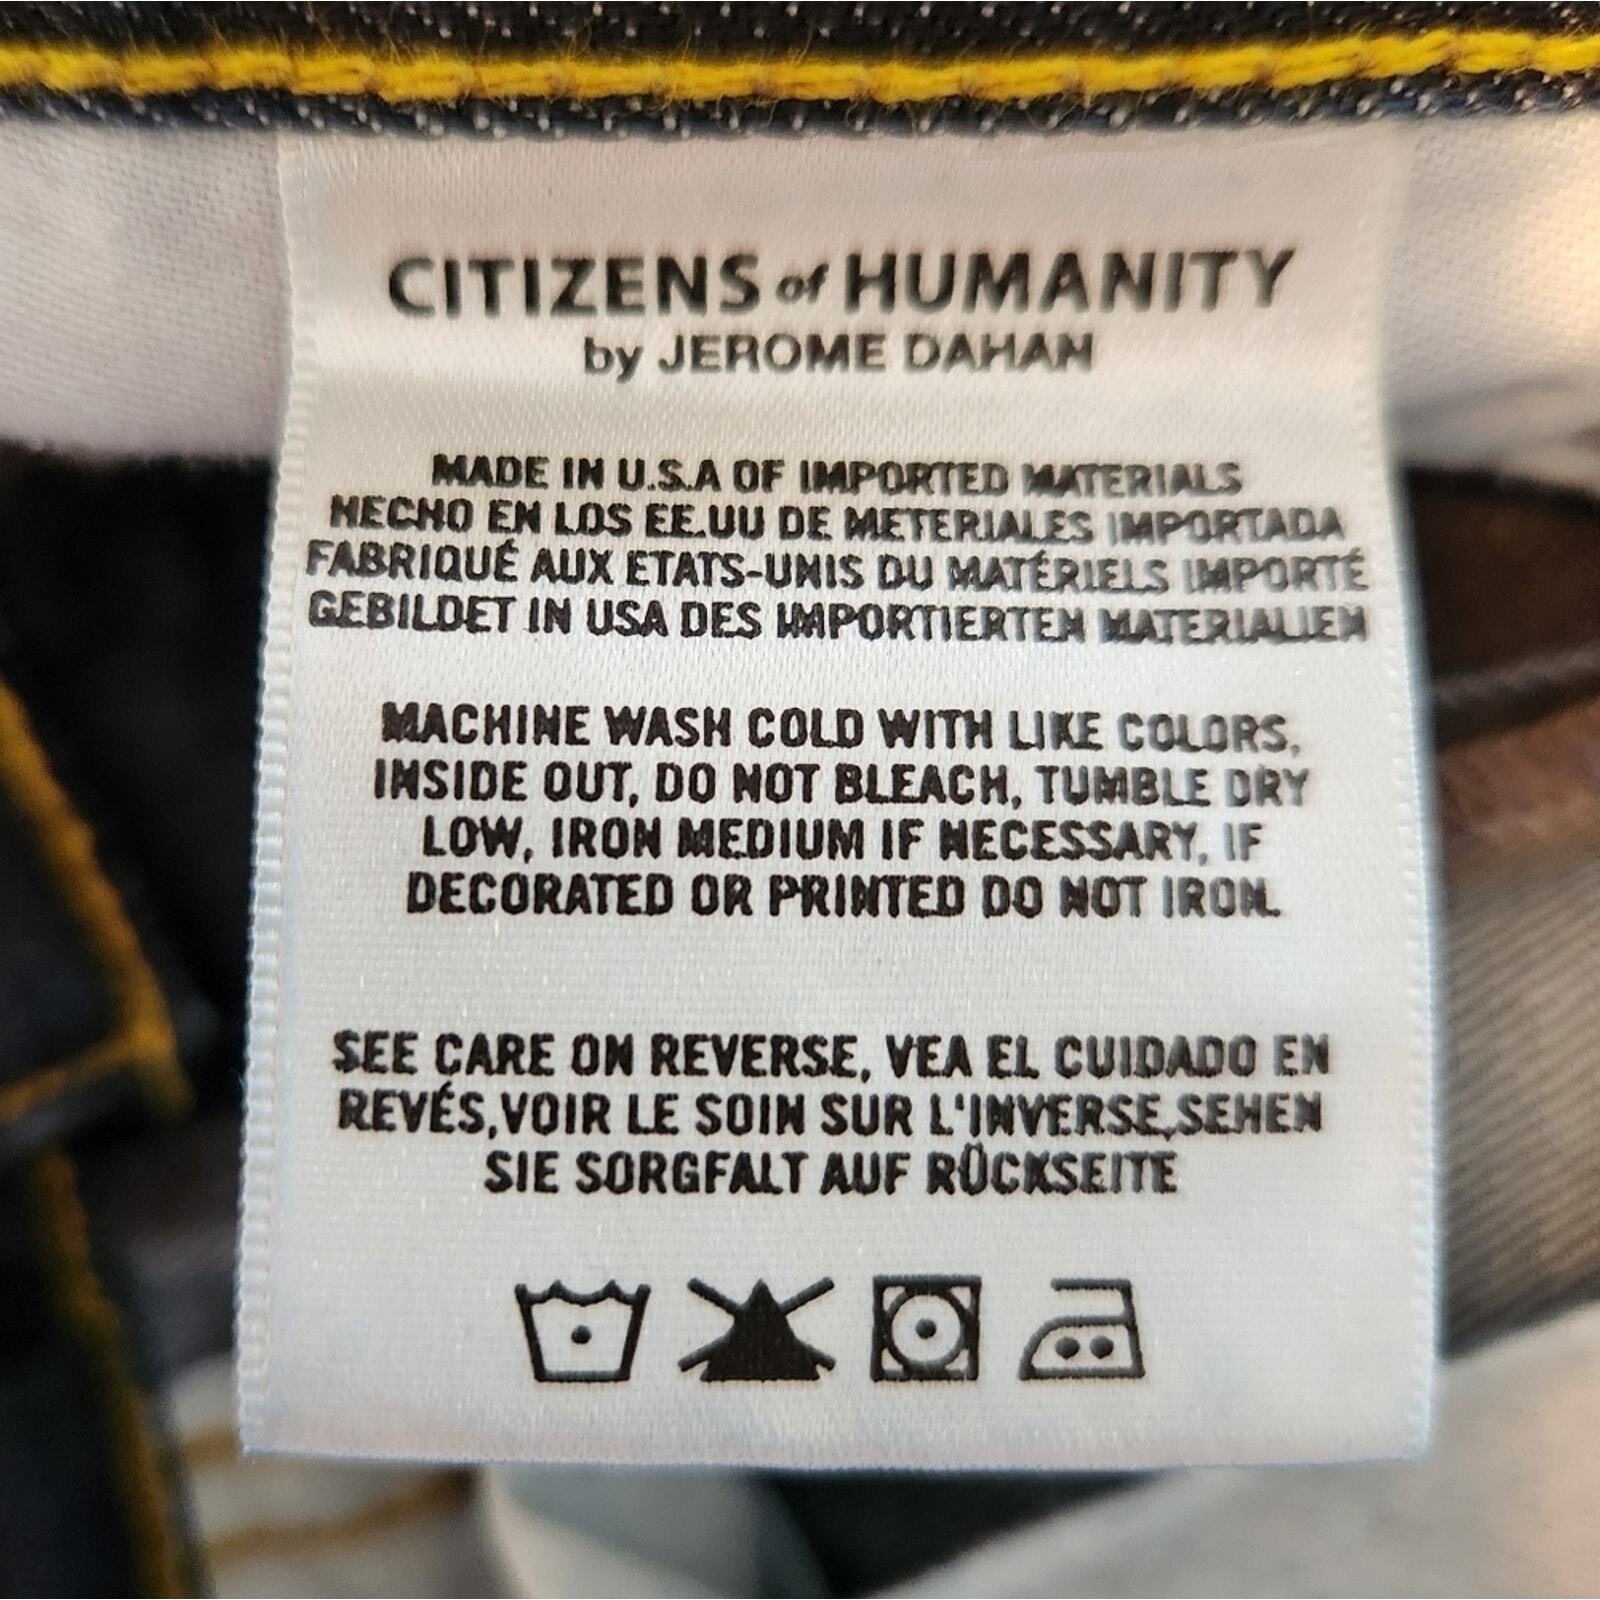 CITIZENS of HUMANITY
by JEROME DAHAN
MADE IN U.S.A OF IMPORTED MATERIALS
HECHO EN LOS EE.UU DE METERIALES IMPORTADA
FABRIQUÉ AUX ETATS-UNIS DU MATÉRIELS IMPORTÉ
GEBILDET IN USA DES IMPORTIERTEN MATERIALIEN
MACHINE WASH COLD WITH LIKE COLORS,
INSIDE OUT, DO NOT BLEACH, TUMBLE DRY
LOW, IRON MEDIUM IF NECESSARY, IF
DECORATED OR PRINTED DO NOT IRON.
SEE CARE ON REVERSE, VEA EL CUIDADO EN
REVÉS,VOIR LE SOIN SUR L'INVERSE,SEHEN
SIE SORGFALT AUF RÜCKSEITE